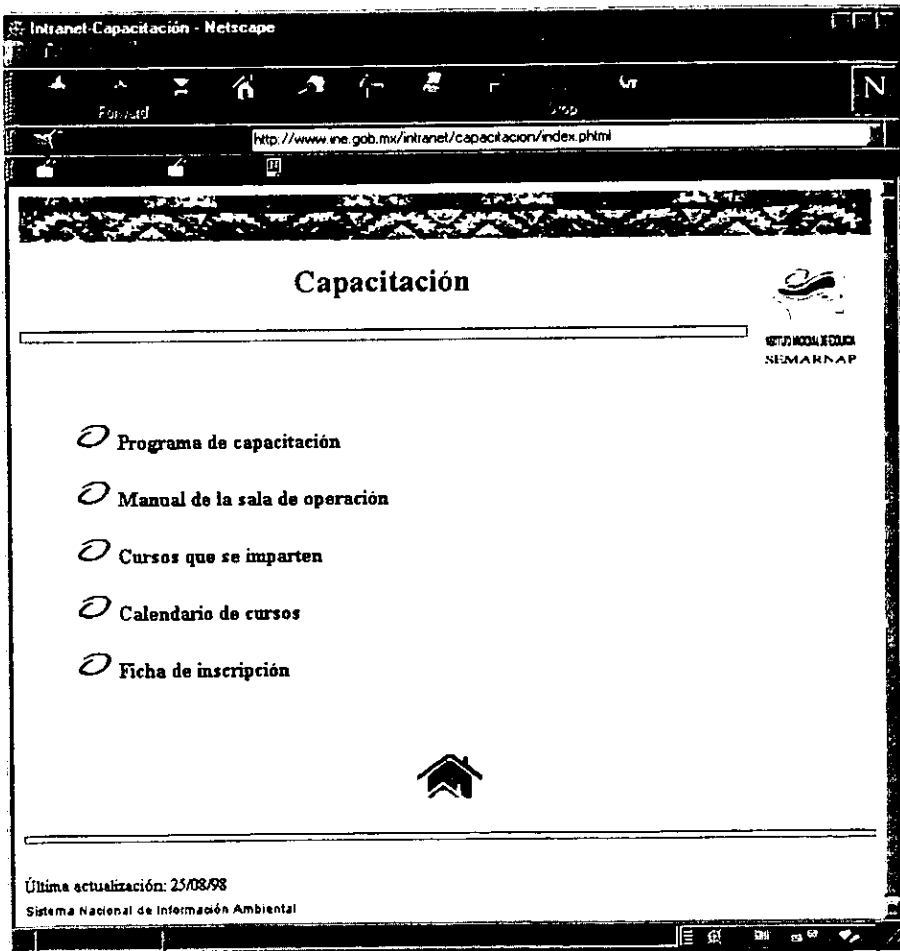 Intranet-Capacitación - Netscape
Forward Stop
N
http://www.ine.gob.mx/intranet/capacitacion/index.phtml
Capacitación
SEMARNAP
Programa de capacitación
Manual de la sala de operación
Cursos que se imparten
Calendario de cursos
Ficha de inscripción
Última actualización: 25/08/98
Sistema Nacional de Información Ambiental